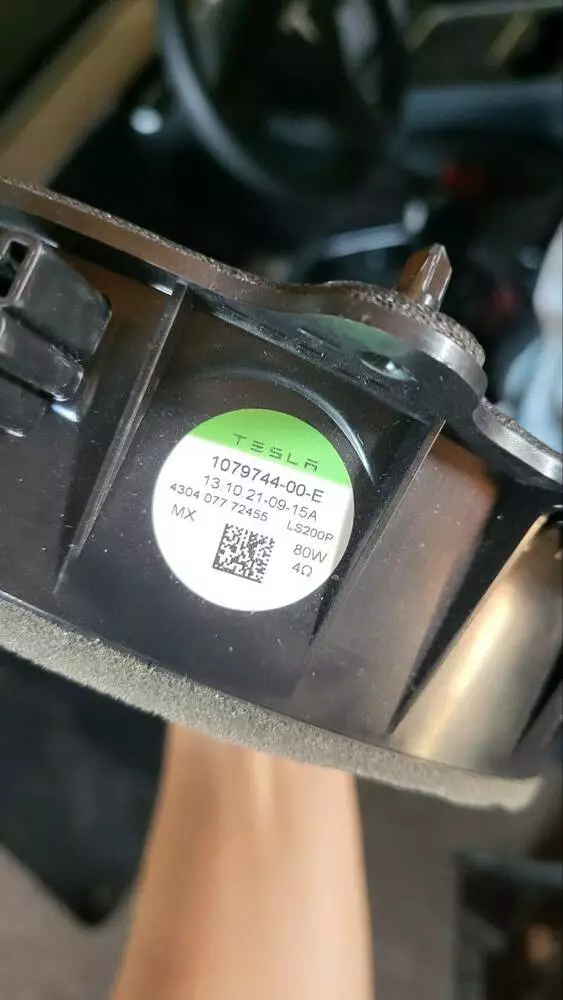 TESLA
1079744-00-E
13 10 21-09-15A
4304 077 72455 LS200P
MX 80W
4Ω